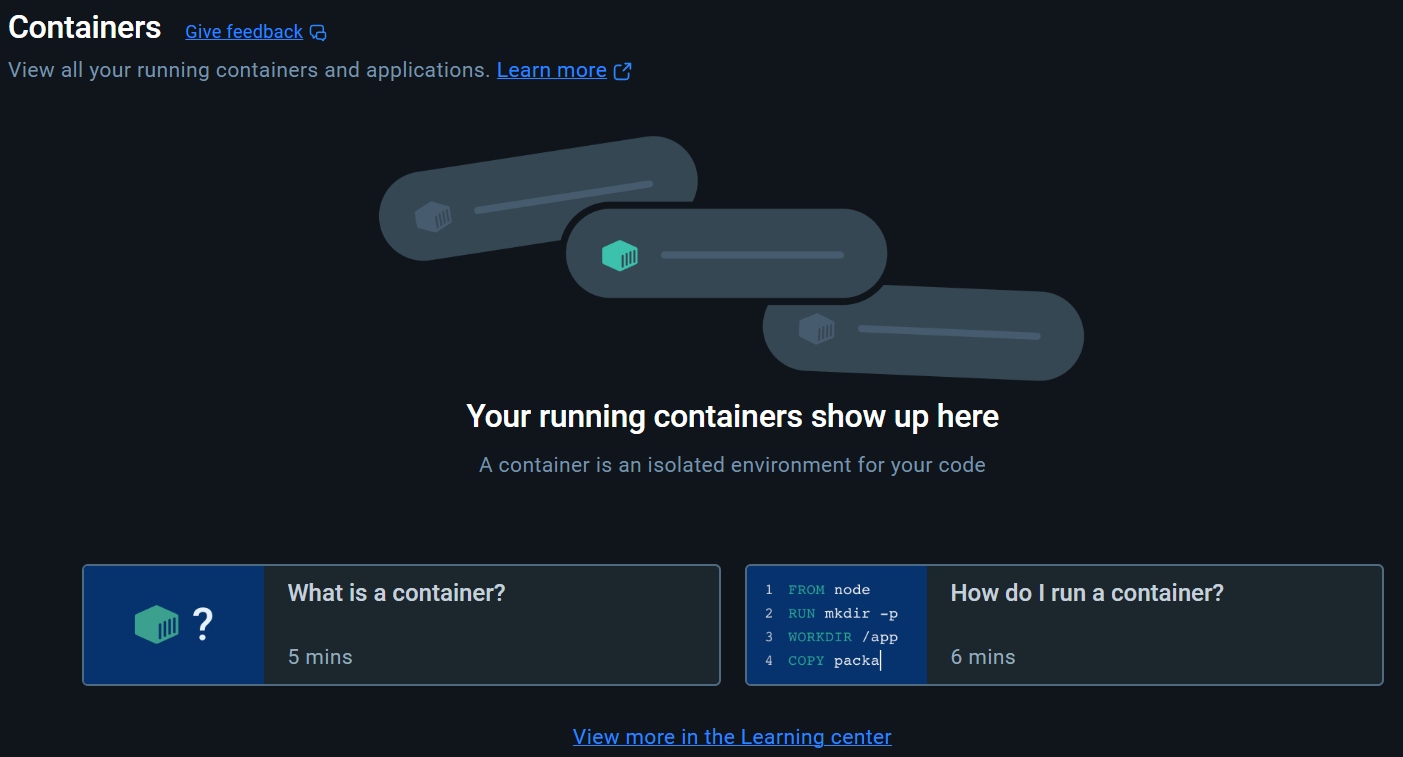 Containers Give feedback
View all your running containers and applications. Learn more
Your running containers show up here
A container is an isolated environment for your code
?
What is a container?
5 mins
1 FROM node
2 RUN mkdir -p
3 WORKDIR /app
4 COPY packa
How do I run a container?
6 mins
View more in the Learning center